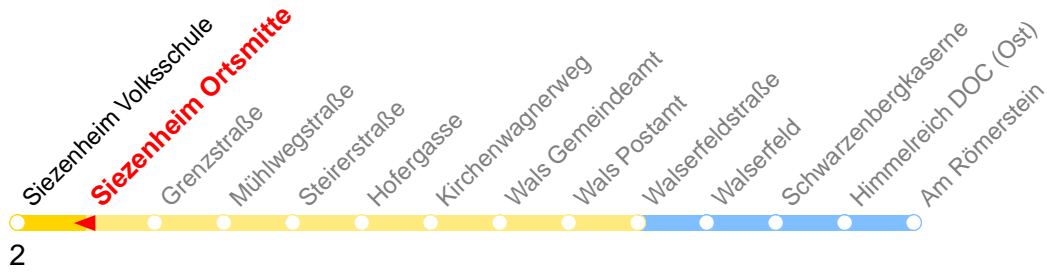 Siezenheim Volksschule
Siezenheim Ortsmitte
Grenzstraße
Mühlwegstraße
Steirerstraße
Hofergasse
Kirchenwagnerweg
Wals Gemeindeamt
Wals Postamt
Walserfeldstraße
Walserfeld
Schwarzenbergkaserne
Himmelreich DOC (Ost)
Am Römerstein
2